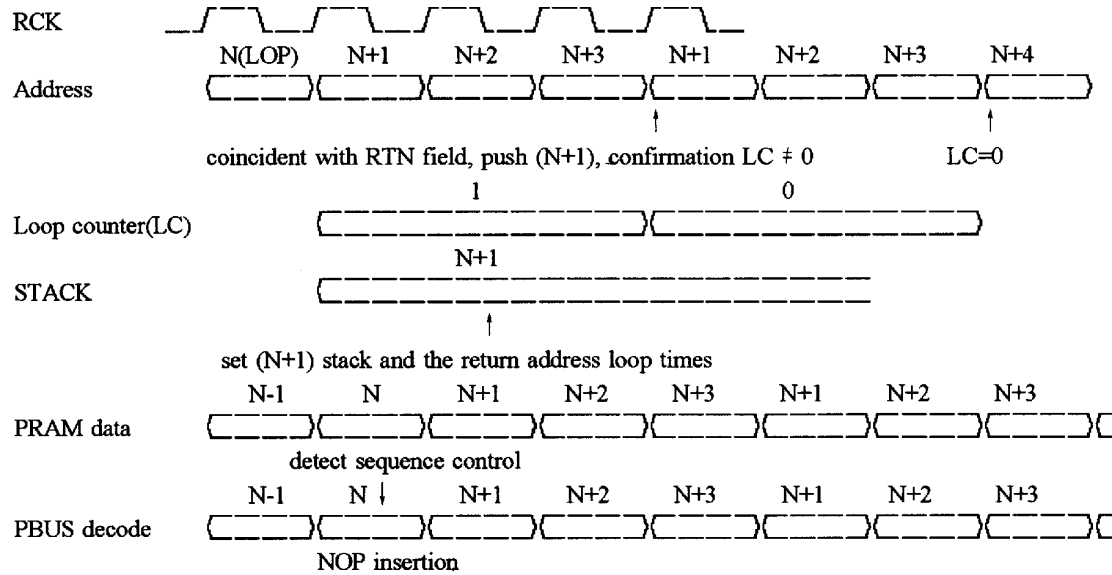 RCK
N(LOP) N+1 N+2 N+3 N+1 N+2 N+3 N+4
Address
coincident with RTN field, push (N+1), confirmation LC ≠ 0 LC=0
1 0
Loop counter(LC)
N+1
STACK
set (N+1) stack and the return address loop times
N-1 N N+1 N+2 N+3 N+1 N+2 N+3
PRAM data
detect sequence control
N-1 N N+1 N+2 N+3 N+1 N+2 N+3
PBUS decode
NOP insertion